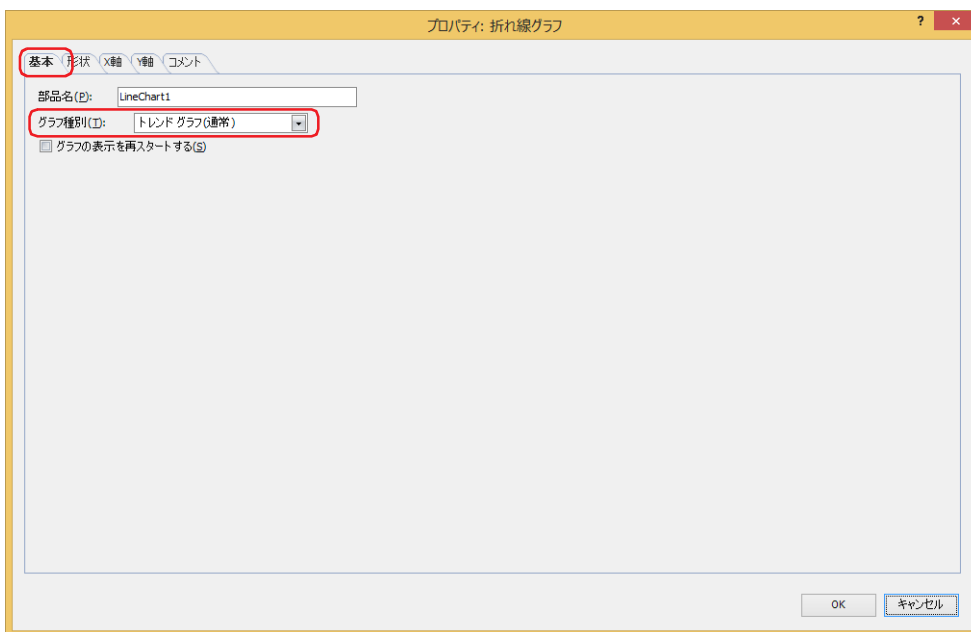 プロパティ: 折れ線グラフ
? ×
基本 形状 X軸 Y軸 コメント
部品名(P): LineChart1
グラフ種別(T): トレンド グラフ(通常)
グラフの表示を再スタートする(S)
OK キャンセル